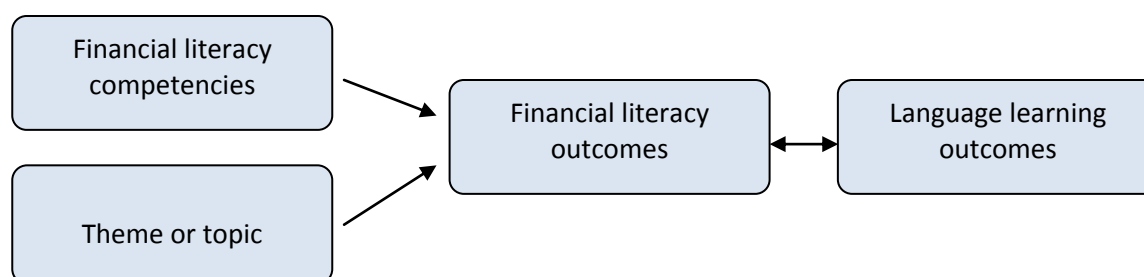 Financial literacy
competencies
Theme or topic
Financial literacy
outcomes
Language learning
outcomes